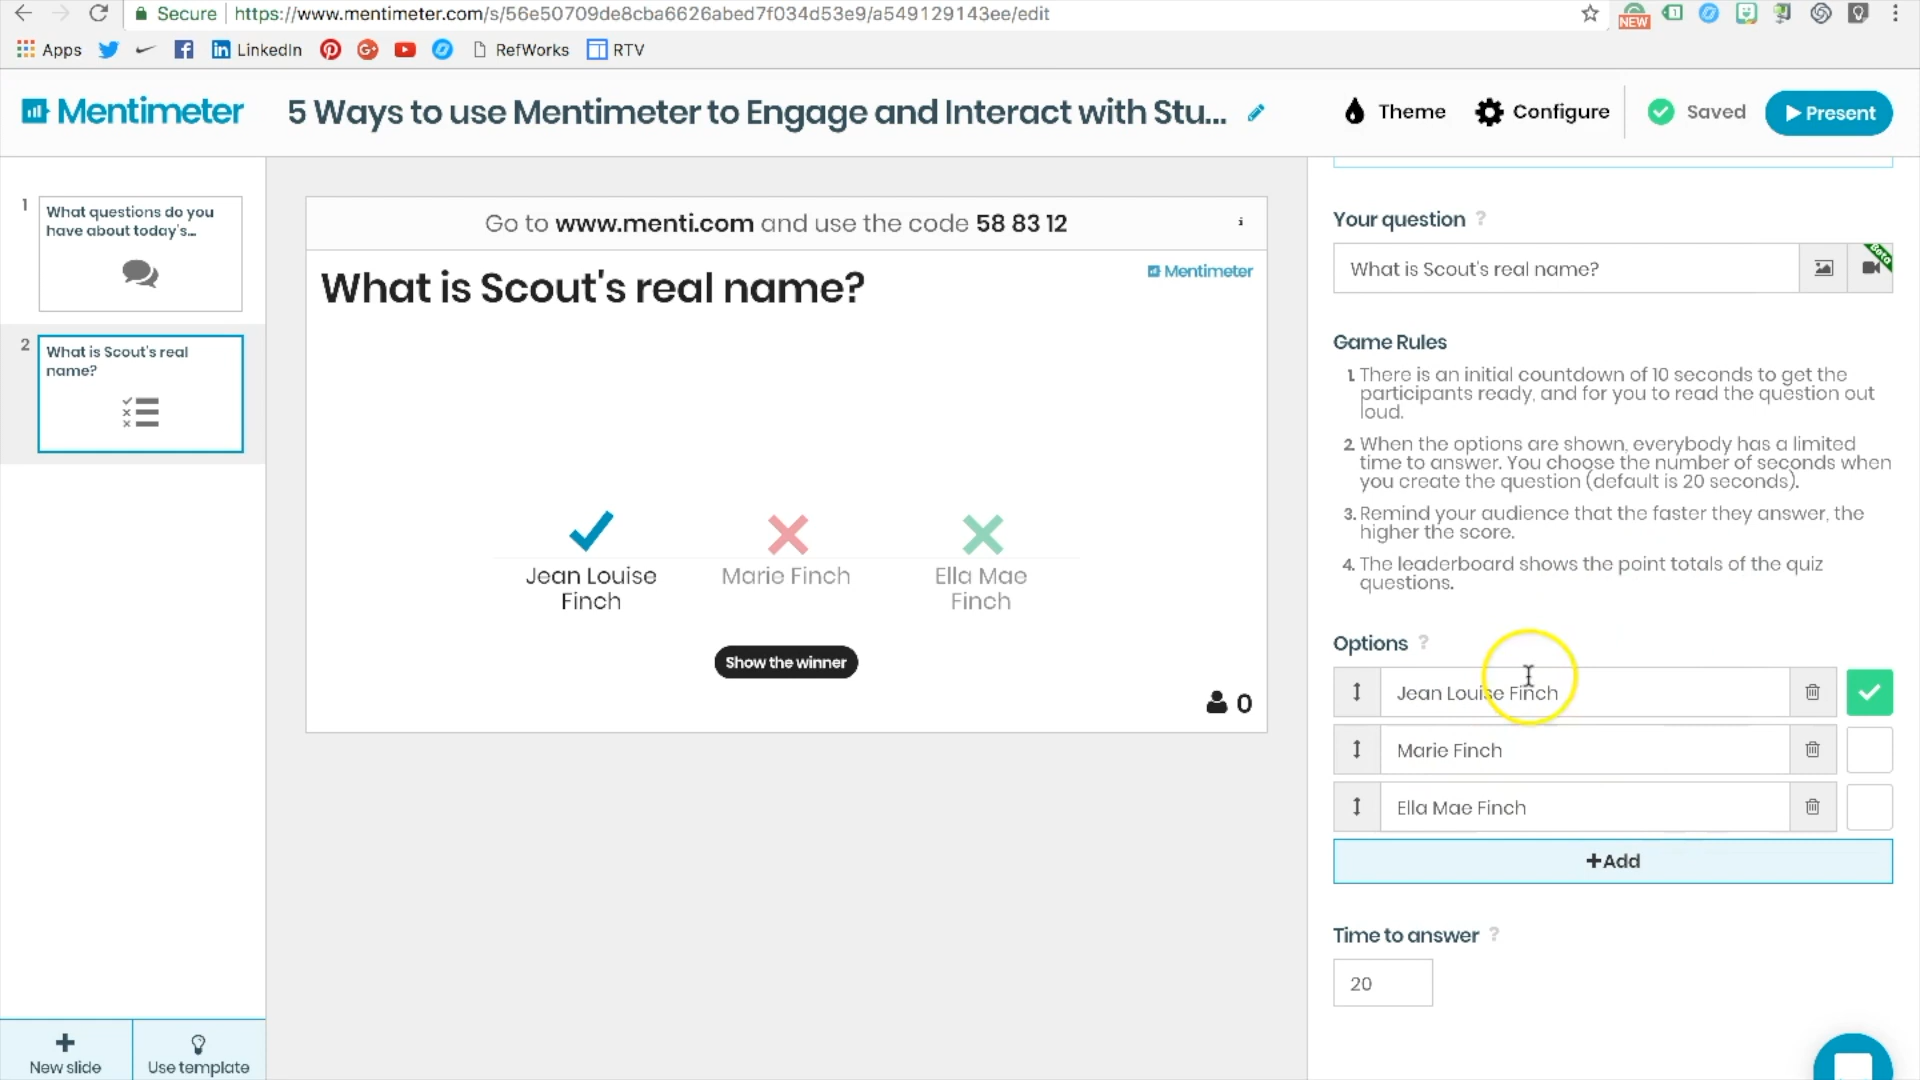 Secure https://www.mentimeter.com/s/56e50709de8cba6626abed7f034d53e9/a549129143ee/edit
NEW
1
Apps
LinkedIn
RefWorks
RTV
Mentimeter
5 Ways to use Mentimeter to Engage and Interact with Stu...
Theme
Configure
Saved
Present
1
What questions do you
have about today's...
2
What is Scout's real
name?
New slide
Use template
Go to www.menti.com and use the code 58 83 12
i
Mentimeter
What is Scout's real name?
Jean Louise
Finch
Marie Finch
Ella Mae
Finch
Show the winner
0
Your question ?
What is Scout's real name?
Beta
Game Rules
1. There is an initial countdown of 10 seconds to get the
participants ready, and for you to read the question out
loud.
2. When the options are shown, everybody has a limited
time to answer. You choose the number of seconds when
you create the question (default is 20 seconds).
3. Remind your audience that the faster they answer, the
higher the score.
4. The leaderboard shows the point totals of the quiz
questions.
Options ?
Jean Louise Finch
Marie Finch
Ella Mae Finch
+Add
Time to answer ?
20